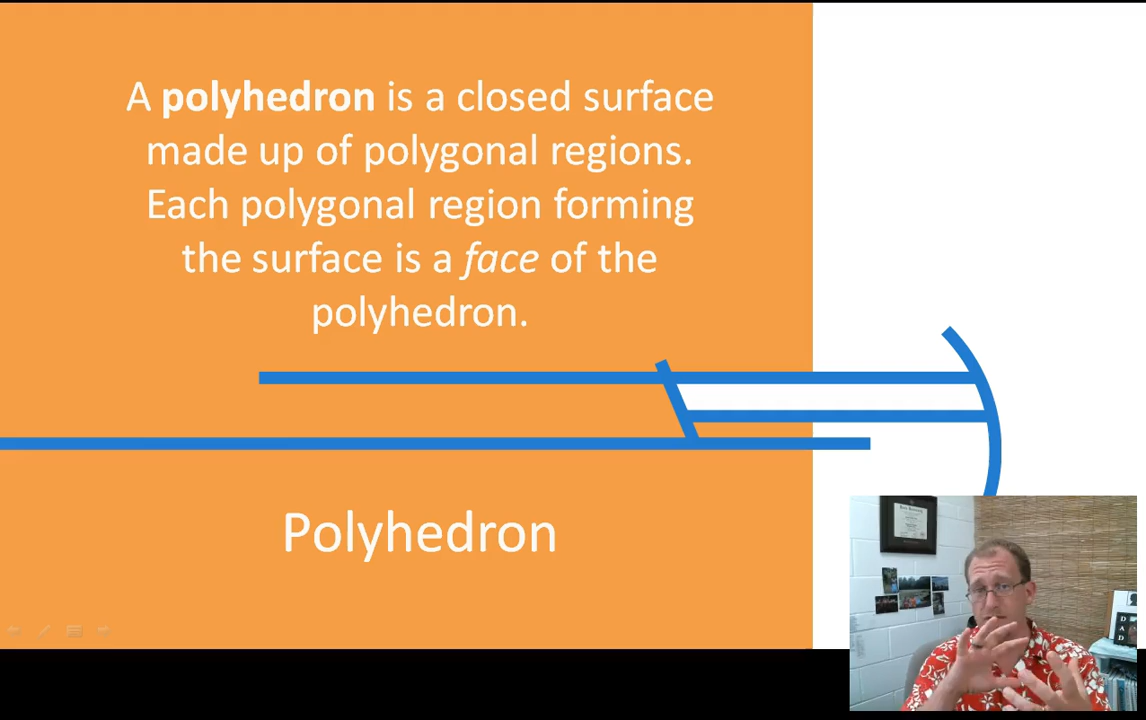 A polyhedron is a closed surface
made up of polygonal regions.
Each polygonal region forming
the surface is a face of the
polyhedron.
Polyhedron
DAD